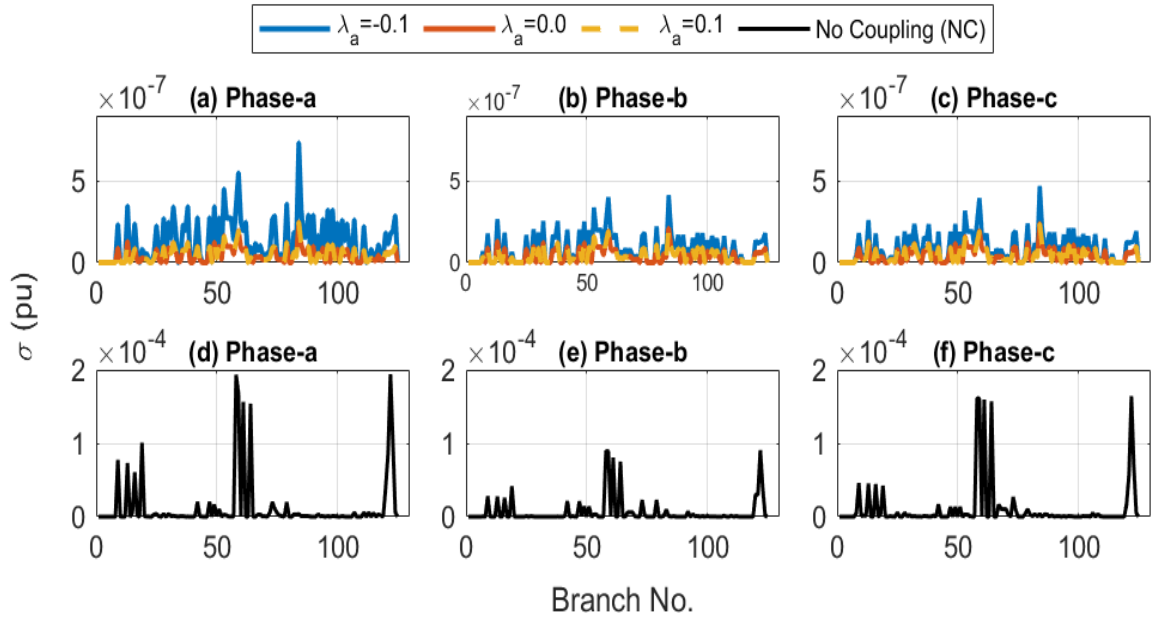 λa=-0.1 λa=0.0 λa=0.1 No Coupling (NC)
×10-7 (a) Phase-a ×10-7 (b) Phase-b ×10-7 (c) Phase-c
5 5 5
0 0 0
0 50 100 0 50 100 0 50 100
σ (pu)
×10-4 (d) Phase-a ×10-4 (e) Phase-b ×10-4 (f) Phase-c
2 2 2
1 1 1
0 0 0
0 50 100 0 50 100 0 50 100
Branch No.